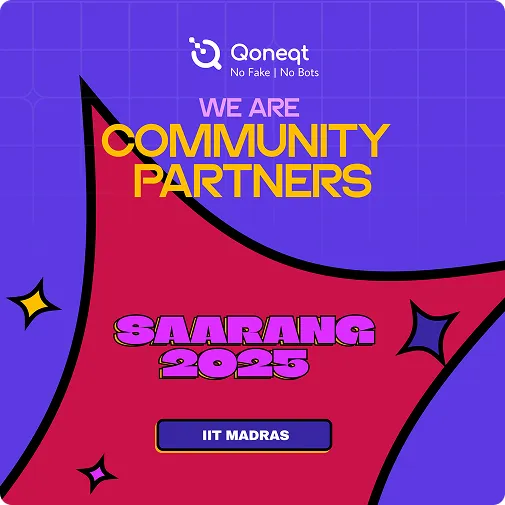 Qoneqt
No Fake | No Bots
WE ARE
COMMUNITY
PARTNERS
SAARANG
2025
IIT MADRAS